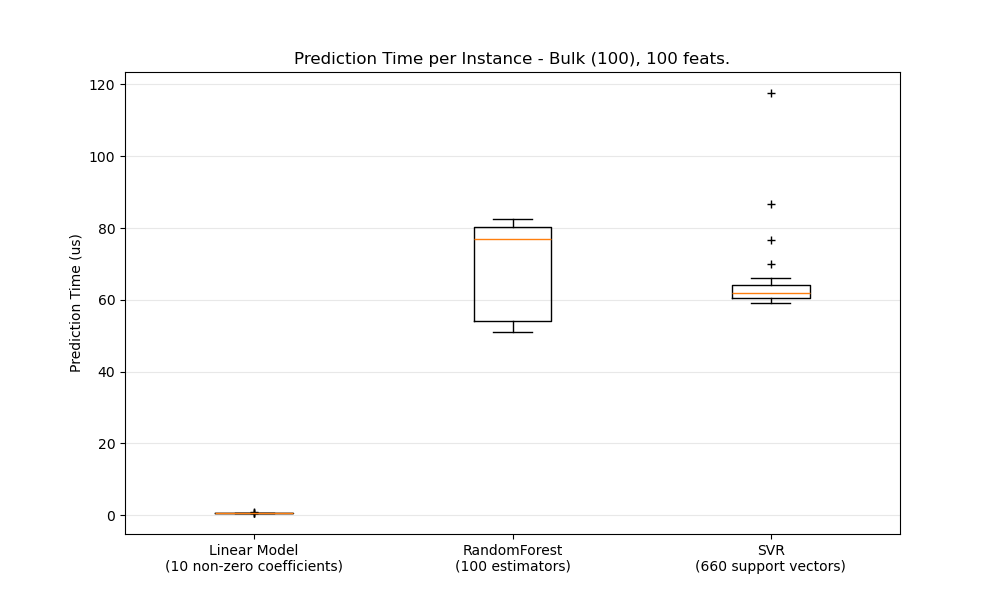 Prediction Time per Instance - Bulk (100), 100 feats.
120
100
80
60
40
20
0
Prediction Time (us)
Linear Model
(10 non-zero coefficients)
RandomForest
(100 estimators)
SVR
(660 support vectors)